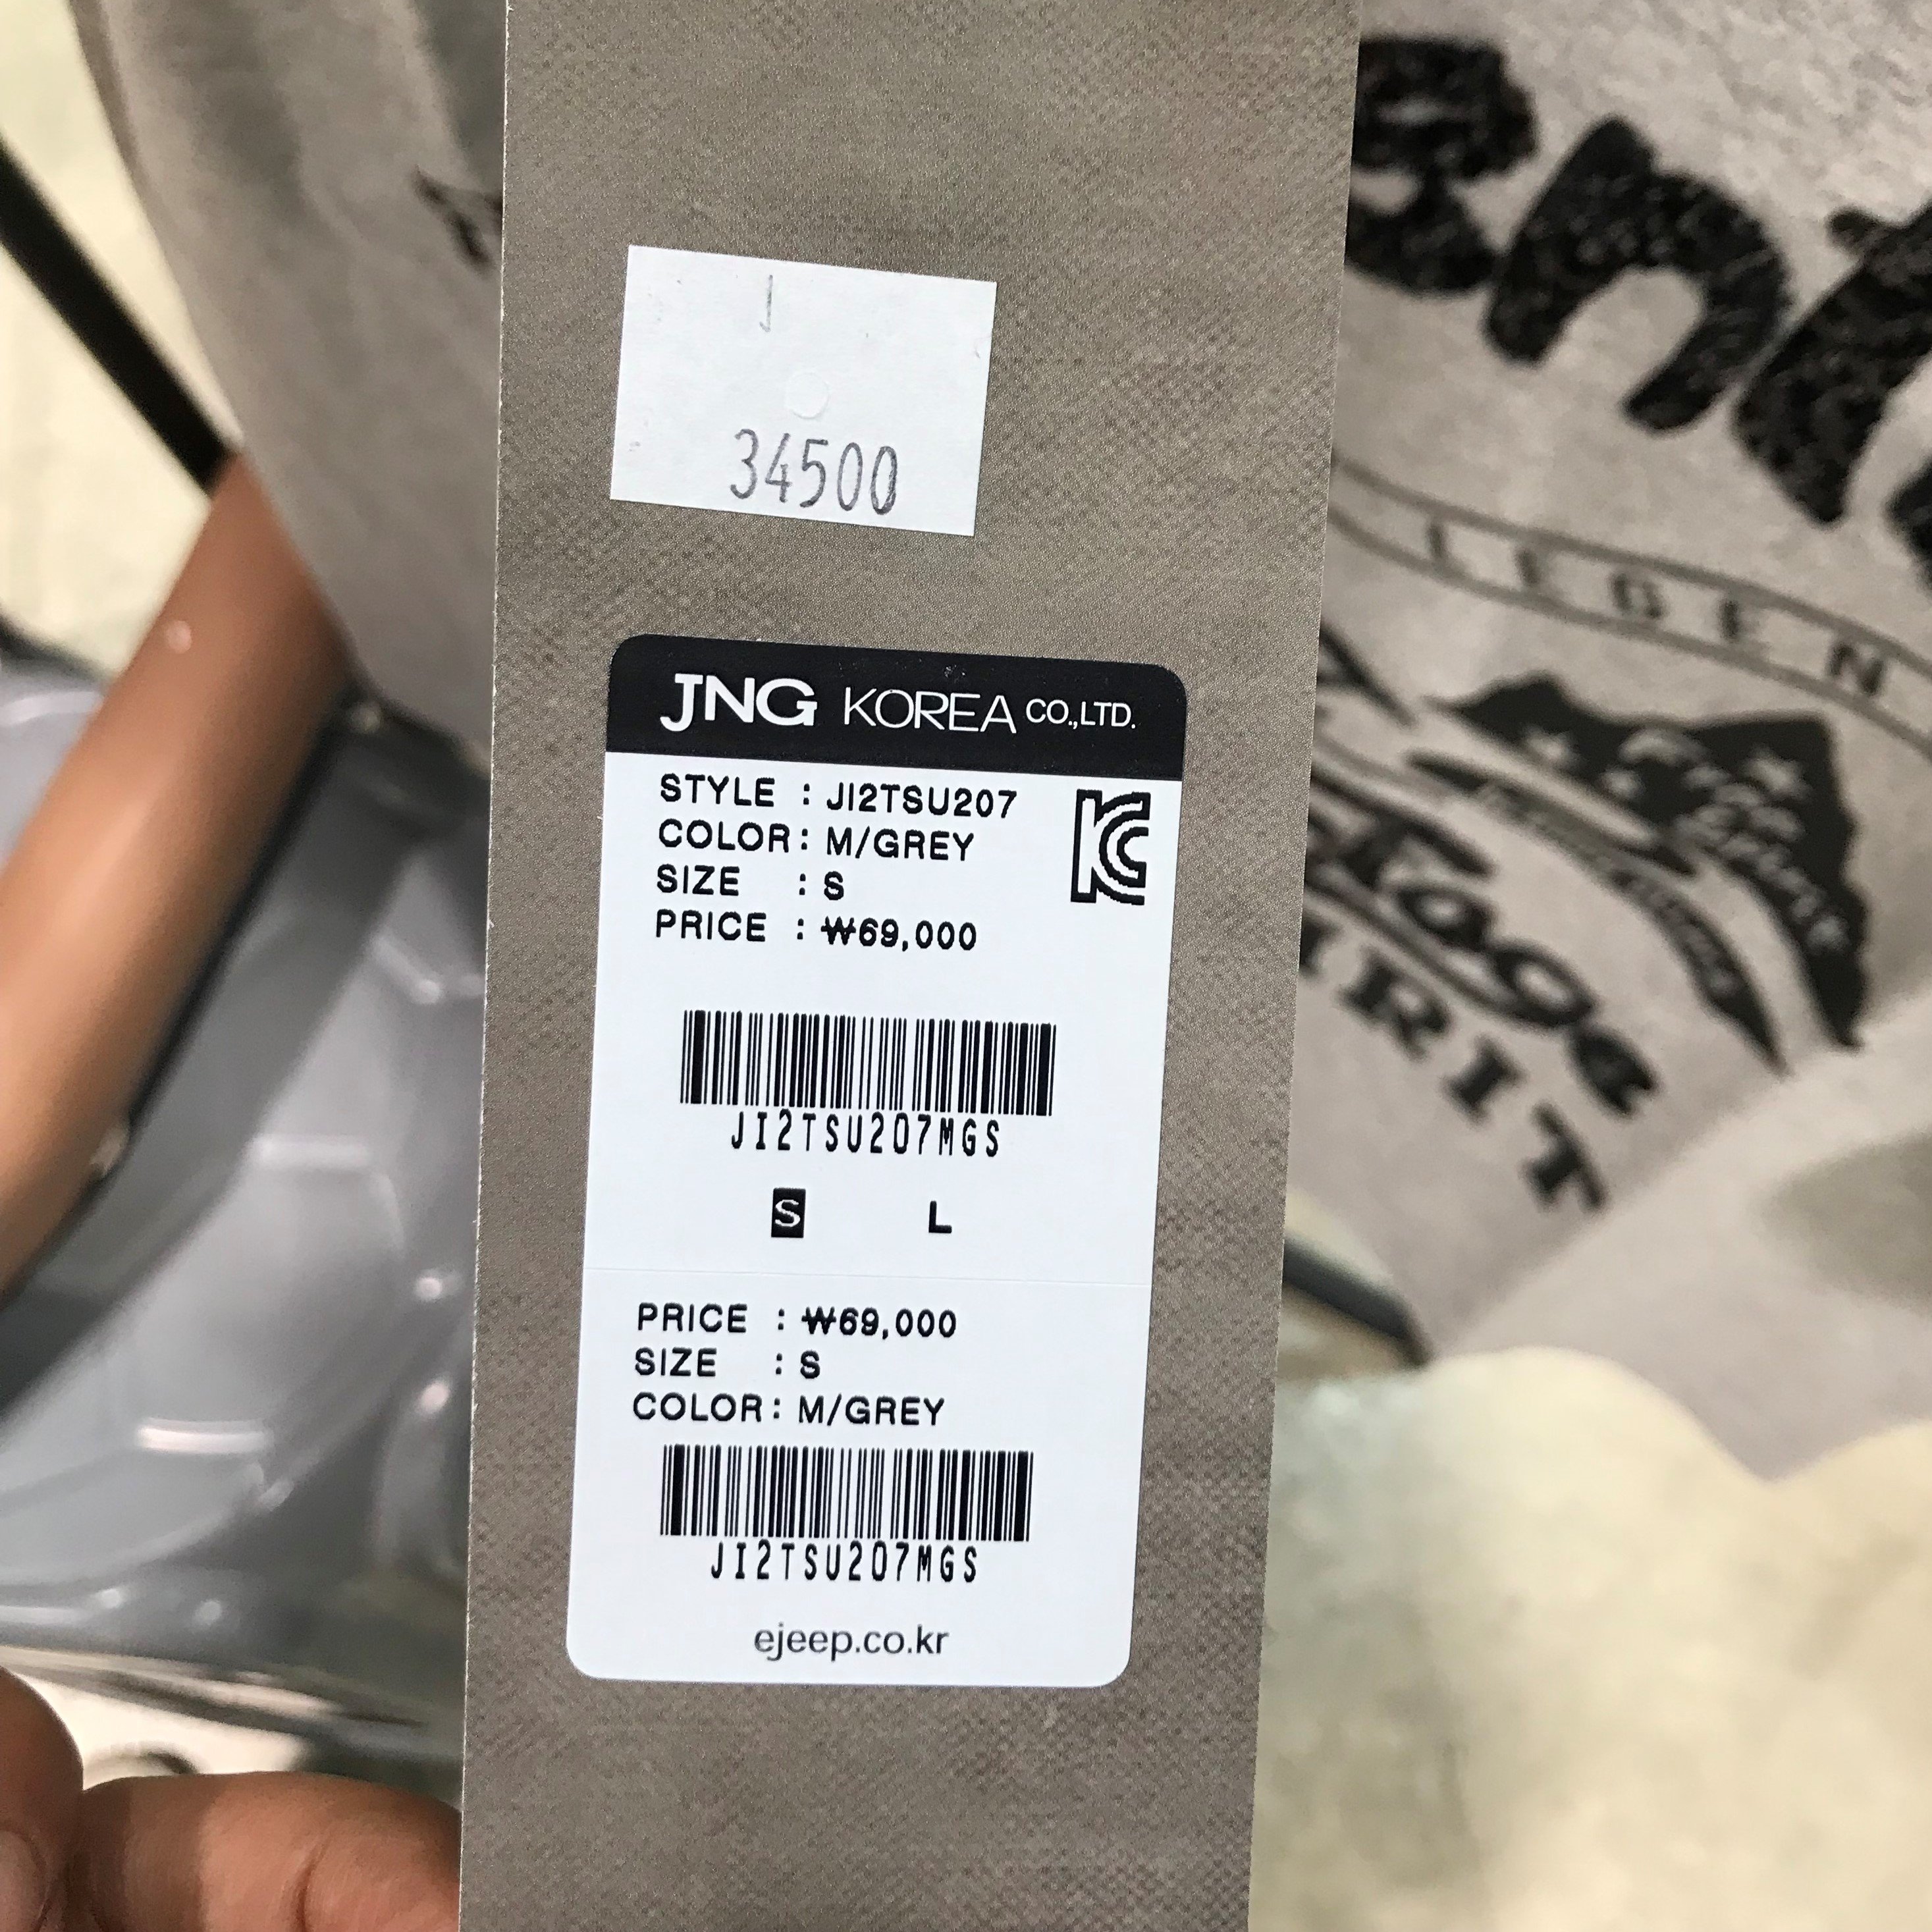 J
34500
JNG KOREA CO.,LTD.
STYLE : JI2TSU207
COLOR : M/GREY
SIZE : S
PRICE : ₩69,000
JI2TSU207MGS
S L
PRICE : ₩69,000
SIZE : S
COLOR : M/GREY
JI2TSU207MGS
ejeep.co.kr
LEGEN